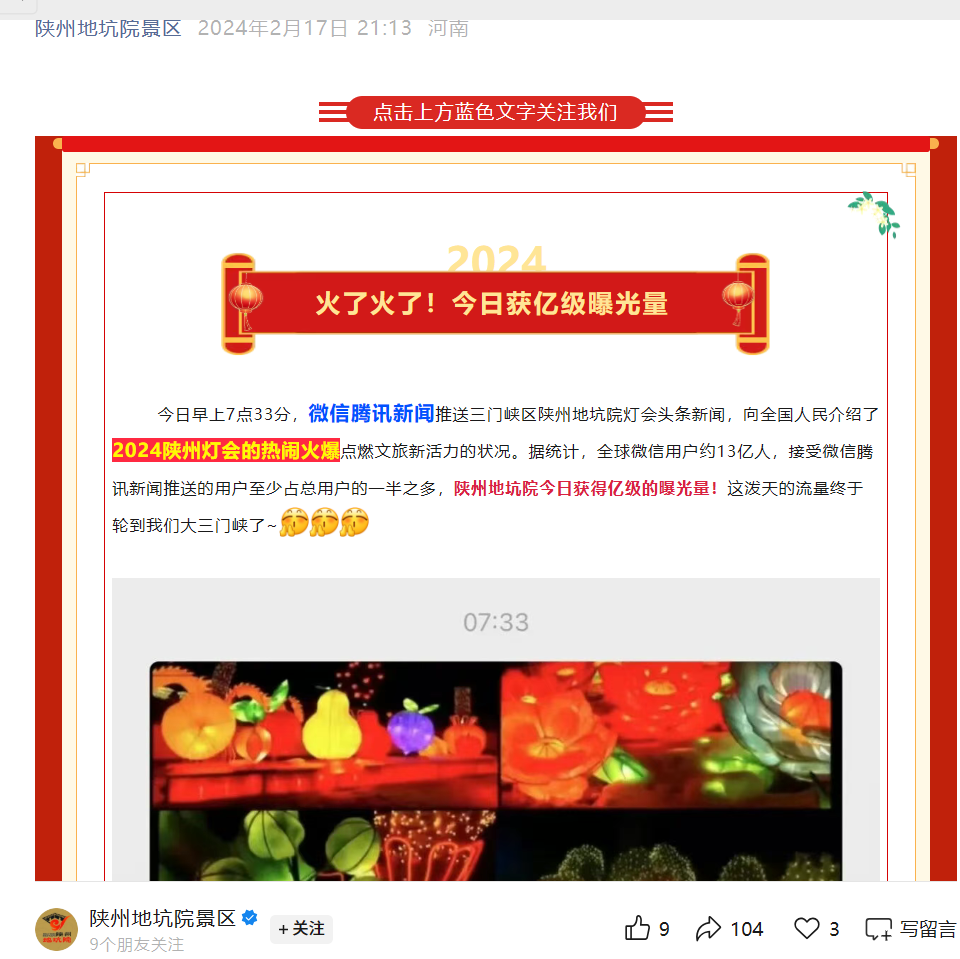 陕州地坑院景区 2024年2月17日 21:13 河南
点击上方蓝色文字关注我们
2024
火了火了！今日获亿级曝光量
今日早上7点33分，微信腾讯新闻推送三门峡区陕州地坑院灯会头条新闻，向全国人民介绍了
2024陕州灯会的热闹火爆点燃文旅新活力的状况。据统计，全球微信用户约13亿人，接受微信腾
讯新闻推送的用户至少占总用户的一半之多，陕州地坑院今日获得亿级的曝光量！这泼天的流量终于
轮到我们大三门峡了~
07:33
陕州地坑院景区
+关注
9个朋友关注
9
104
3
写留言